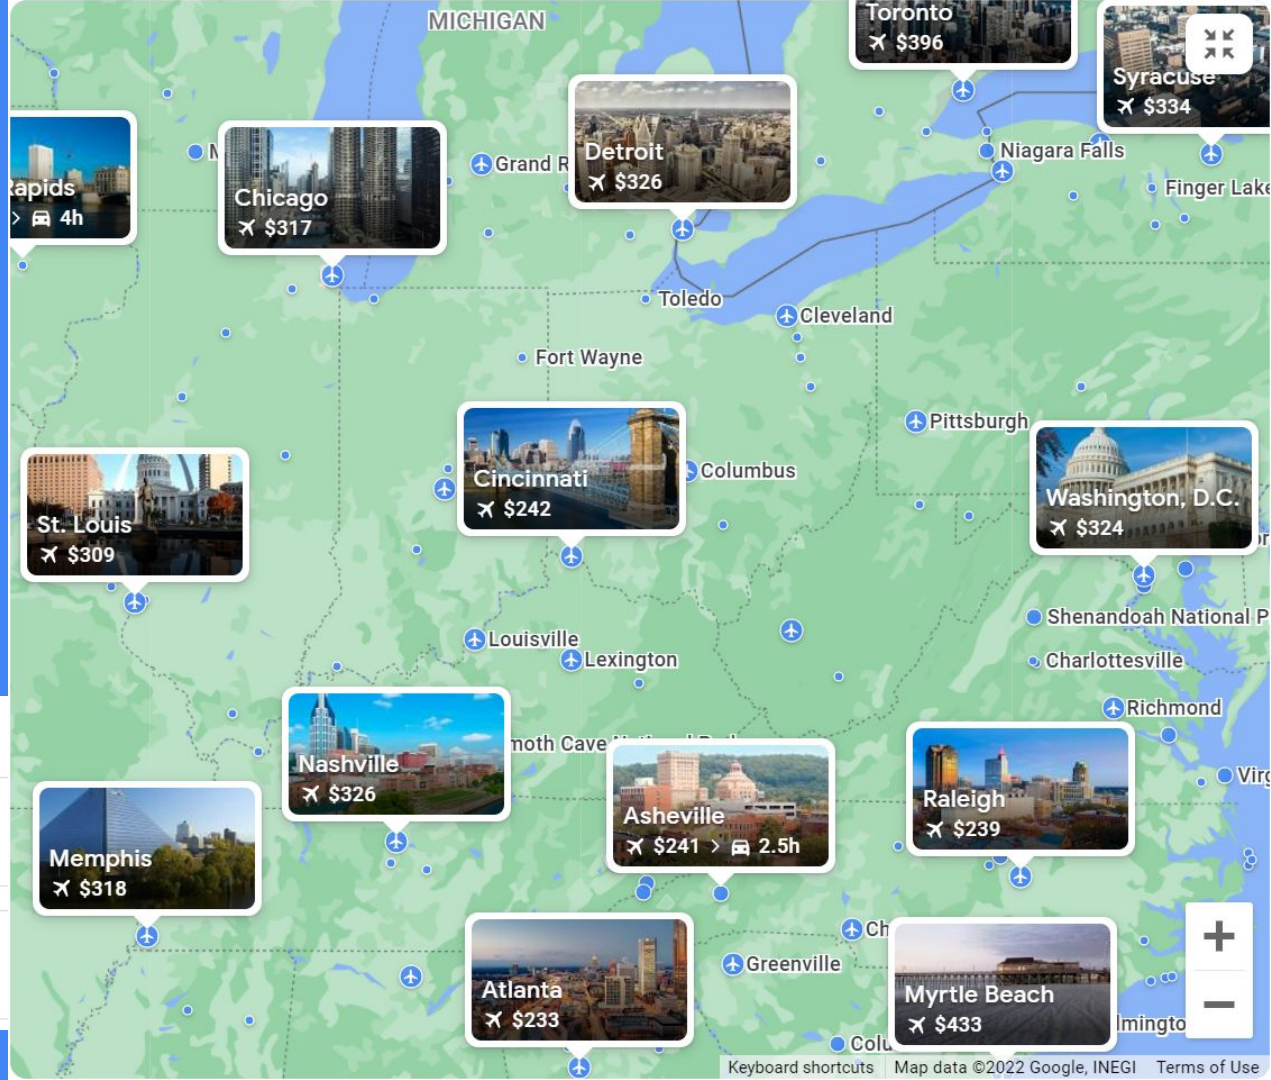 MICHIGAN
Toronto
$396
Syracuse
$334
Detroit
$326
Chicago
$317
Grand R
Niagara Falls
Finger Lake
Rapids
> 4h
Toledo
Cleveland
Fort Wayne
Pittsburgh
Cincinnati
$242
Columbus
Washington, D.C.
$324
St. Louis
$309
Shenandoah National P
Louisville
Lexington
Charlottesville
Richmond
Nashville
$326
moth Cave National Park
Asheville
$241 > 2.5h
Raleigh
$239
Virg
Memphis
$318
Ch
Greenville
Atlanta
$233
Myrtle Beach
$433
lmingto
Colu
Keyboard shortcuts Map data ©2022 Google, INEGI Terms of Use